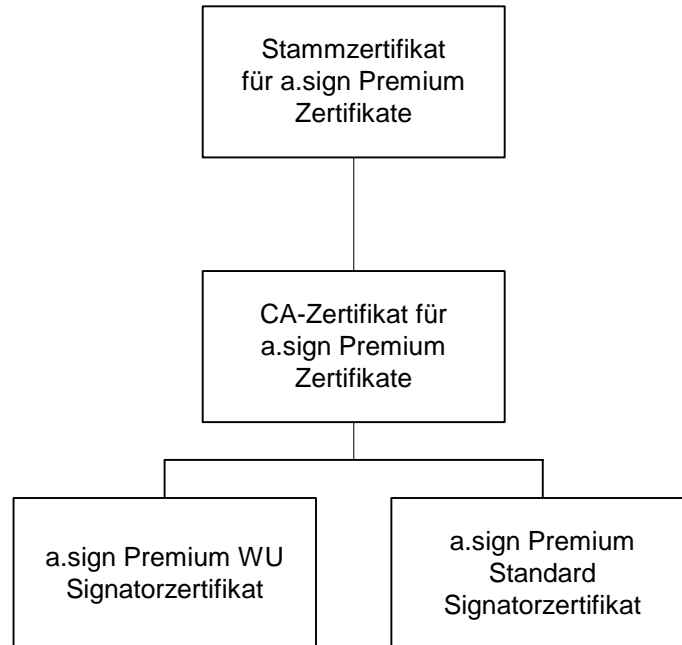 Stammzertifikat
für a.sign Premium
Zertifikate
CA-Zertifikat für
a.sign Premium
Zertifikate
a.sign Premium WU
Signatorzertifikat
a.sign Premium
Standard
Signatorzertifikat